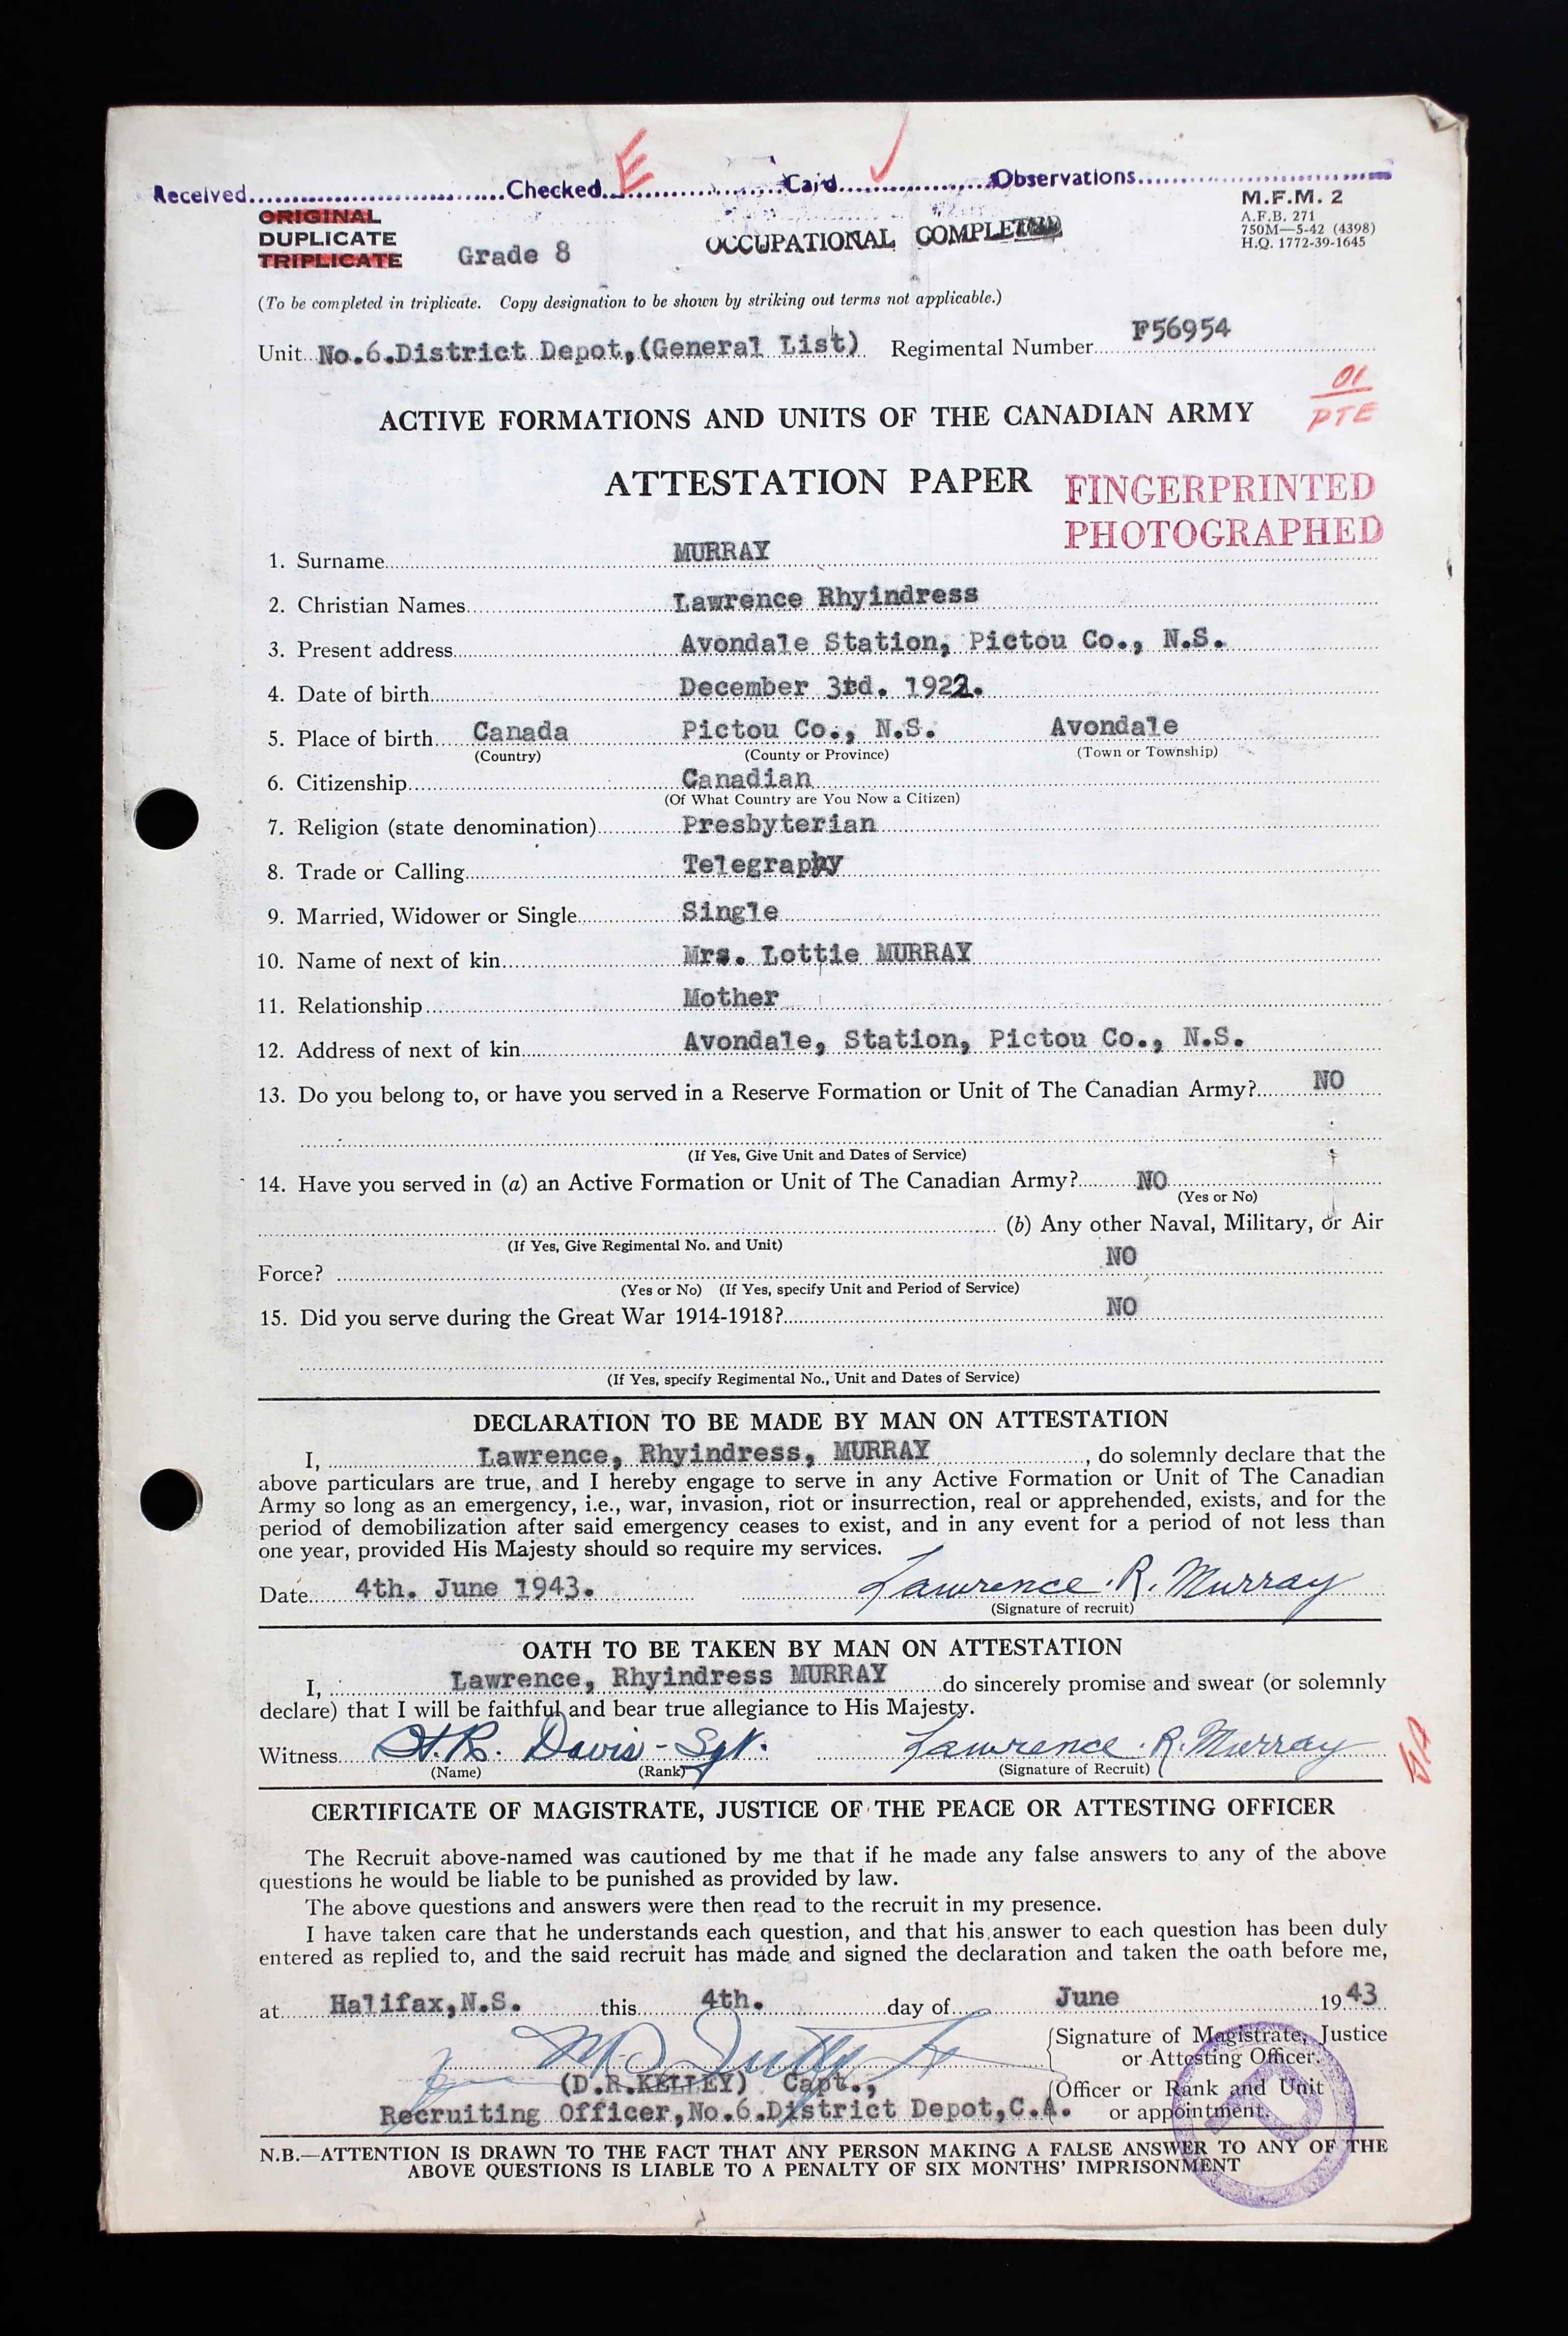 Received Checked E Card Observations
ORIGINAL
DUPLICATE
TRIPLICATE
Grade 8
OCCUPATIONAL COMPLETED
M.F.M. 2
A.F.B. 271
750M—5-42 (4398)
H.Q. 1772-39-1645
(To be completed in triplicate. Copy designation to be shown by striking out terms not applicable.)
Unit No.6.District Depot,(General List) Regimental Number F56954
01
PTE
ACTIVE FORMATIONS AND UNITS OF THE CANADIAN ARMY
ATTESTATION PAPER
FINGERPRINTED
PHOTOGRAPHED
1. Surname MURRAY
2. Christian Names Lawrence Rhyindress
3. Present address Avondale Station, Pictou Co., N.S.
4. Date of birth December 3rd. 1922.
5. Place of birth Canada Pictou Co., N.S. Avondale
(Country) (County or Province) (Town or Township)
6. Citizenship Canadian
(Of What Country are You Now a Citizen)
7. Religion (state denomination) Presbyterian
8. Trade or Calling Telegraphy
9. Married, Widower or Single Single
10. Name of next of kin Mrs. Lottie MURRAY
11. Relationship Mother
12. Address of next of kin Avondale, Station, Pictou Co., N.S.
13. Do you belong to, or have you served in a Reserve Formation or Unit of The Canadian Army? NO
(If Yes, Give Unit and Dates of Service)
14. Have you served in (a) an Active Formation or Unit of The Canadian Army? NO
(Yes or No)
(b) Any other Naval, Military, or Air
(If Yes, Give Regimental No. and Unit)
Force? NO
(Yes or No) (If Yes, specify Unit and Period of Service)
15. Did you serve during the Great War 1914-1918? NO
(If Yes, specify Regimental No., Unit and Dates of Service)
DECLARATION TO BE MADE BY MAN ON ATTESTATION
I, Lawrence, Rhyindress, MURRAY, do solemnly declare that the
above particulars are true, and I hereby engage to serve in any Active Formation or Unit of The Canadian
Army so long as an emergency, i.e., war, invasion, riot or insurrection, real or apprehended, exists, and for the
period of demobilization after said emergency ceases to exist, and in any event for a period of not less than
one year, provided His Majesty should so require my services.
Date 4th. June 1943. Lawrence. R. Murray
(Signature of recruit)
OATH TO BE TAKEN BY MAN ON ATTESTATION
I, Lawrence, Rhyindress MURRAY do sincerely promise and swear (or solemnly
declare) that I will be faithful and bear true allegiance to His Majesty.
Witness H.R. Davis - Sgt. Lawrence. R. Murray
(Name) (Rank) (Signature of Recruit)
CERTIFICATE OF MAGISTRATE, JUSTICE OF THE PEACE OR ATTESTING OFFICER
The Recruit above-named was cautioned by me that if he made any false answers to any of the above
questions he would be liable to be punished as provided by law.
The above questions and answers were then read to the recruit in my presence.
I have taken care that he understands each question, and that his answer to each question has been duly
entered as replied to, and the said recruit has made and signed the declaration and taken the oath before me,
at Halifax,N.S. this 4th. day of June 1943
Signature of Magistrate, Justice
or Attesting Officer.
(D.R.KELLEY) Capt., Officer or Rank and Unit
Recruiting Officer,No.6.District Depot,C.A. or appointment.
N.B.—ATTENTION IS DRAWN TO THE FACT THAT ANY PERSON MAKING A FALSE ANSWER TO ANY OF THE
ABOVE QUESTIONS IS LIABLE TO A PENALTY OF SIX MONTHS' IMPRISONMENT